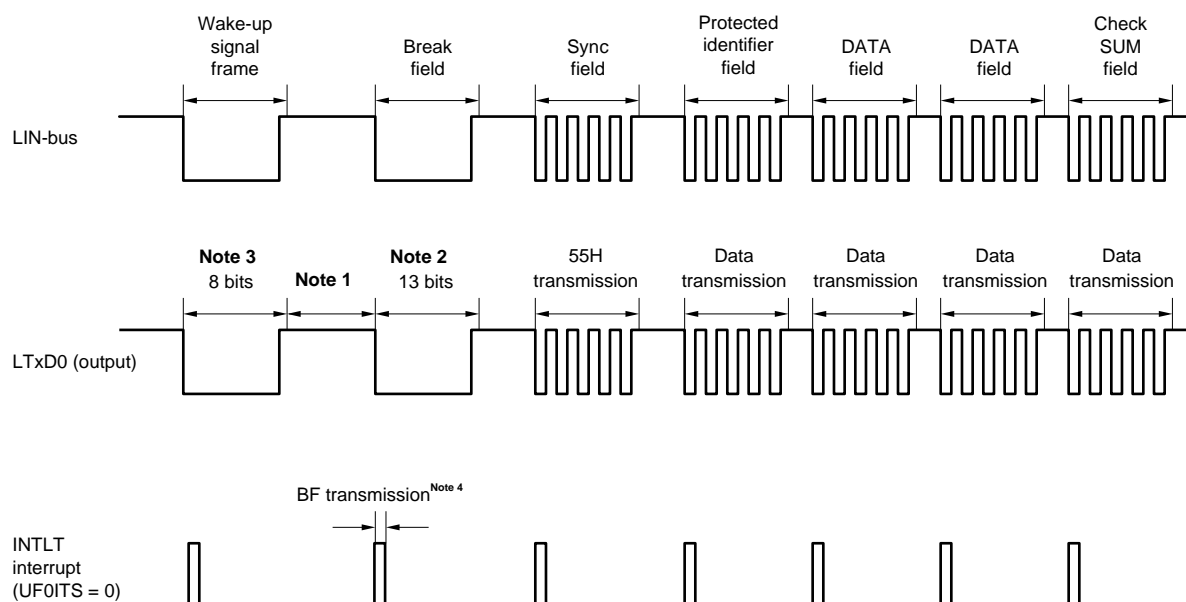 Wake-up
signal
frame
Break
field
Sync
field
Protected
identifier
field
DATA
field
DATA
field
Check
SUM
field
LIN-bus
Note 3
8 bits
Note 1
Note 2
13 bits
55H
transmission
Data
transmission
Data
transmission
Data
transmission
Data
transmission
LTxD0 (output)
BF transmission Note 4
INTLT
interrupt
(UF0ITS = 0)